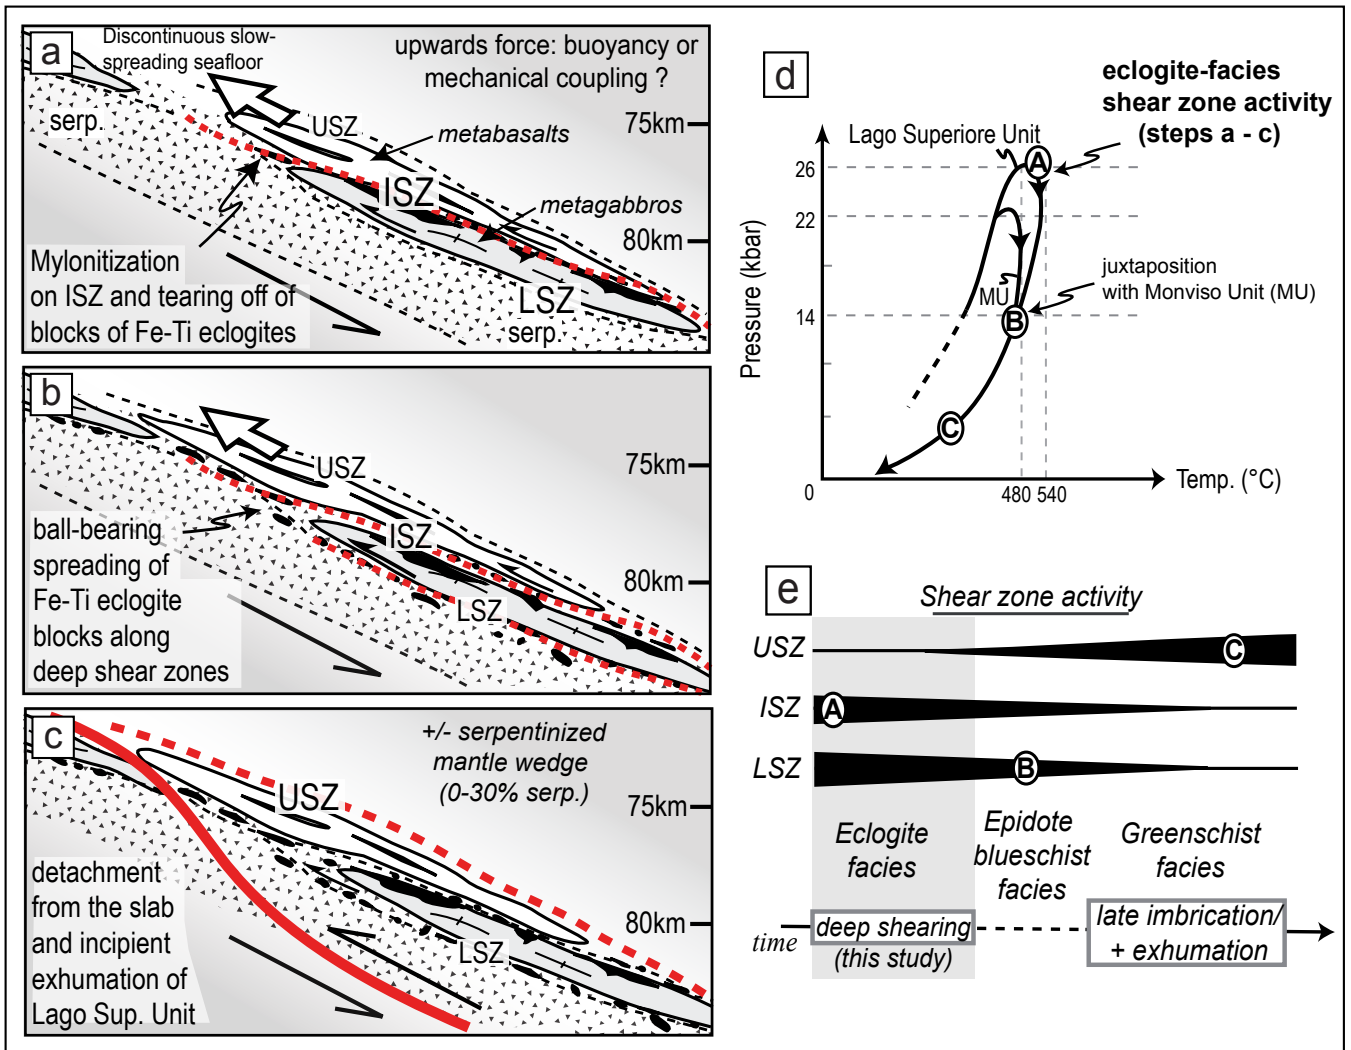 a
Discontinuous slow-
spreading seafloor
upwards force: buoyancy or
mechanical coupling ?
serp.
USZ
metabasalts
75km
ISZ
metagabbros
80km
Mylonitization
on ISZ and tearing off of
blocks of Fe-Ti eclogites
LSZ
serp.
b
USZ
75km
ball-bearing
spreading of
Fe-Ti eclogite
blocks along
deep shear zones
ISZ
80km
LSZ
c
+/- serpentinized
mantle wedge
(0-30% serp.)
USZ
75km
detachment
from the slab
and incipient
exhumation of
Lago Sup. Unit
80km
LSZ
d
eclogite-facies
shear zone activity
(steps a - c)
Lago Superiore Unit
A
26
22
Pressure (kbar)
juxtaposition
with Monviso Unit (MU)
MU
B
14
C
0
480 540
Temp. (°C)
e
Shear zone activity
USZ
C
ISZ
A
LSZ
B
Eclogite
facies
Epidote
blueschist
facies
Greenschist
facies
time
deep shearing
(this study)
late imbrication/
+ exhumation